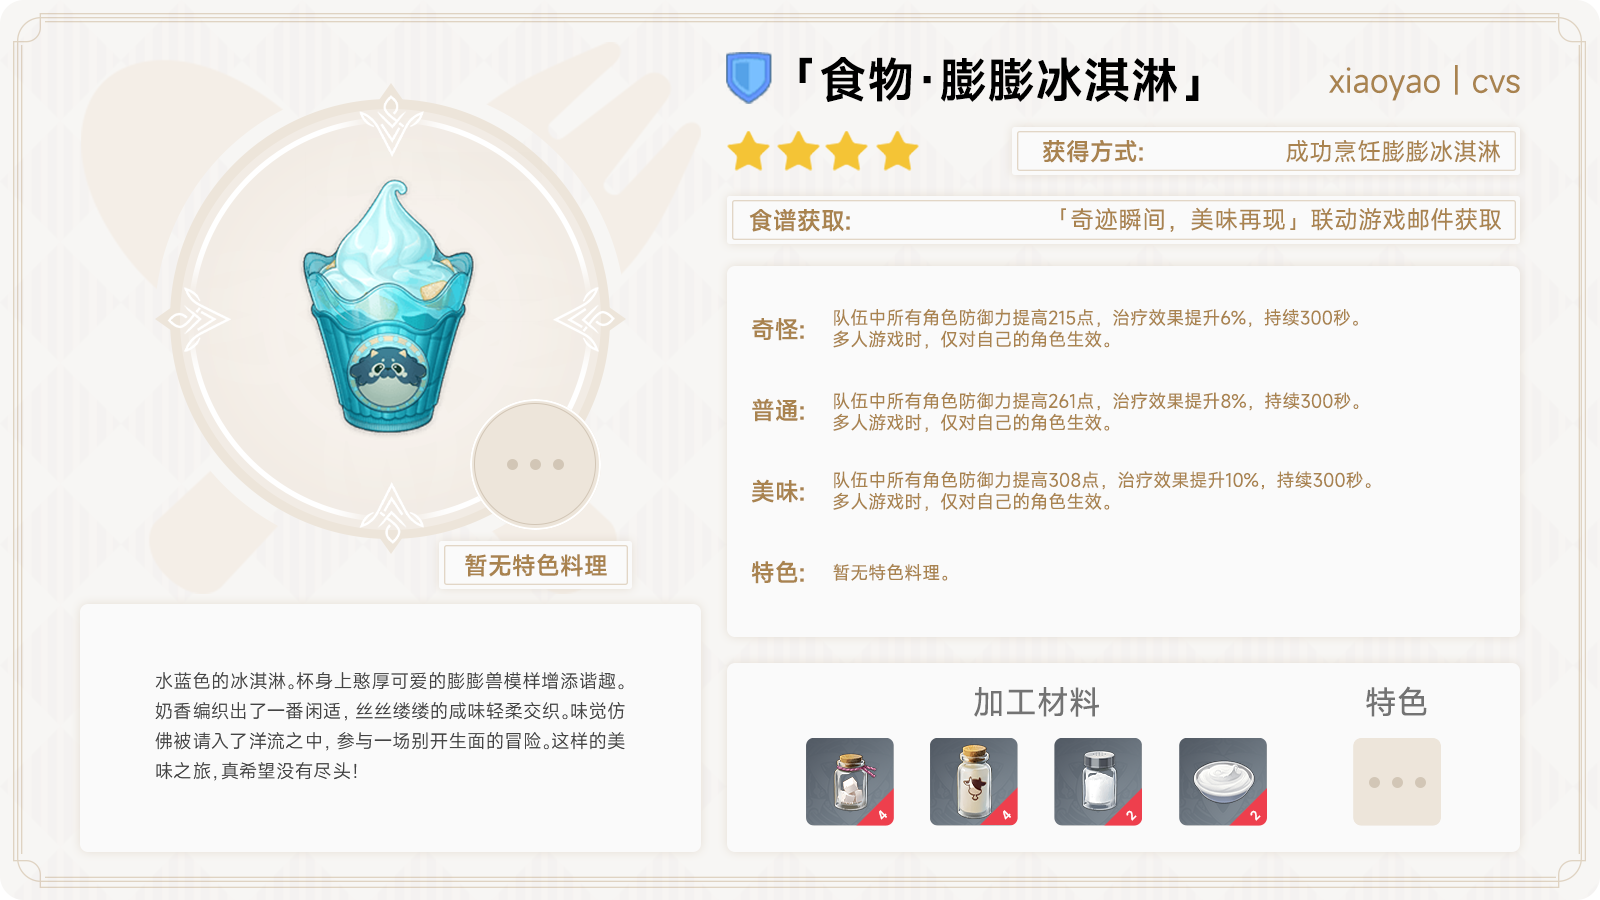 「食物·膨膨冰淇淋」
xiaoyao | cvs
获得方式:
成功烹饪膨膨冰淇淋
食谱获取:
「奇迹瞬间，美味再现」联动游戏邮件获取
奇怪:
队伍中所有角色防御力提高215点，治疗效果提升6%，持续300秒。
多人游戏时，仅对自己的角色生效。
普通:
队伍中所有角色防御力提高261点，治疗效果提升8%，持续300秒。
多人游戏时，仅对自己的角色生效。
美味:
队伍中所有角色防御力提高308点，治疗效果提升10%，持续300秒。
多人游戏时，仅对自己的角色生效。
特色:
暂无特色料理。
暂无特色料理
水蓝色的冰淇淋。杯身上憨厚可爱的膨膨兽模样增添谐趣。
奶香编织出了一番闲适，丝丝缕缕的咸味轻柔交织。味觉仿
佛被请入了洋流之中，参与一场别开生面的冒险。这样的美
味之旅，真希望没有尽头！
加工材料
特色
4
4
2
2